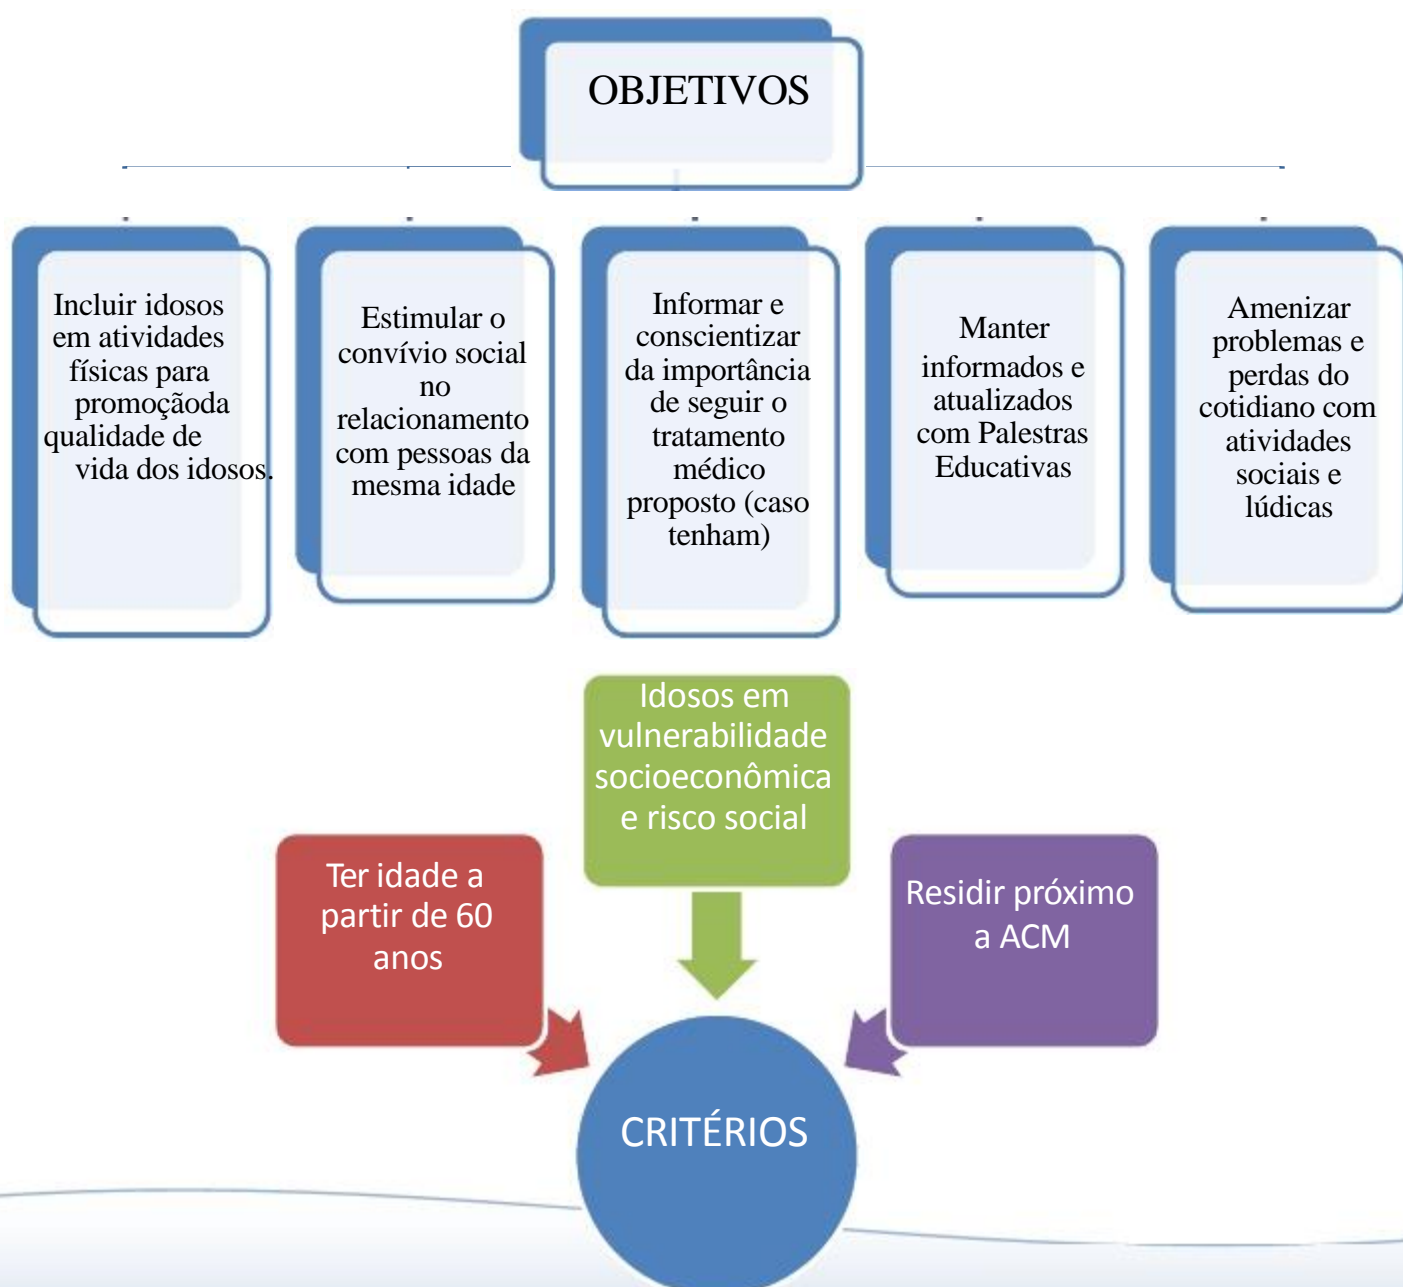 OBJETIVOS
Incluir idosos
em atividades
físicas para
promoçãoda
qualidade de
vida dos idosos.
Estimular o
convívio social
no
relacionamento
com pessoas da
mesma idade
Informar e
conscientizar
da importância
de seguir o
tratamento
médico
proposto (caso
tenham)
Manter
informados e
atualizados
com Palestras
Educativas
Amenizar
problemas e
perdas do
cotidiano com
atividades
sociais e
lúdicas
Idosos em
vulnerabilidade
socioeconômica
e risco social
Ter idade a
partir de 60
anos
Residir próximo
a ACM
CRITÉRIOS